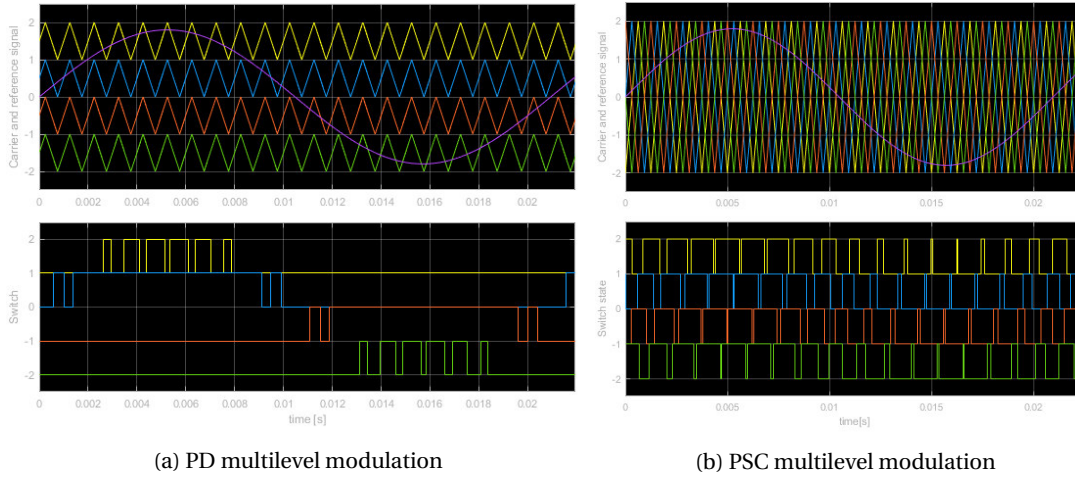 Carrier and reference signal
2
1
0
-1
-2
0 0.002 0.004 0.006 0.008 0.01 0.012 0.014 0.016 0.018 0.02
Switch
2
1
0
-1
-2
0 0.002 0.004 0.006 0.008 0.01 0.012 0.014 0.016 0.018 0.02
time [s]
(a) PD multilevel modulation
Carrier and reference signal
2
1
0
-1
-2
0 0.005 0.01 0.015 0.02
Switch state
2
1
0
-1
-2
0 0.005 0.01 0.015 0.02
time[s]
(b) PSC multilevel modulation